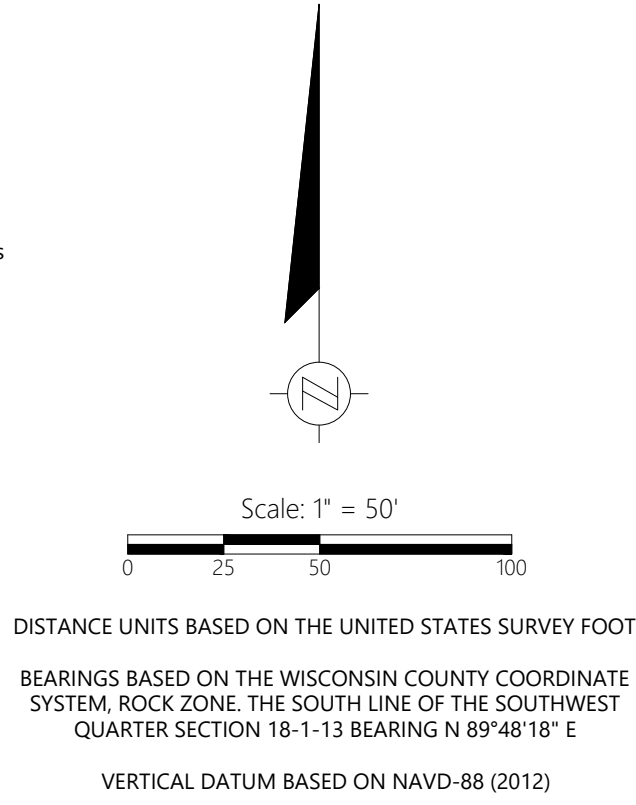 s
N
Scale: 1" = 50'
0 25 50 100
DISTANCE UNITS BASED ON THE UNITED STATES SURVEY FOOT
BEARINGS BASED ON THE WISCONSIN COUNTY COORDINATE
SYSTEM, ROCK ZONE. THE SOUTH LINE OF THE SOUTHWEST
QUARTER SECTION 18-1-13 BEARING N 89°48'18" E
VERTICAL DATUM BASED ON NAVD-88 (2012)